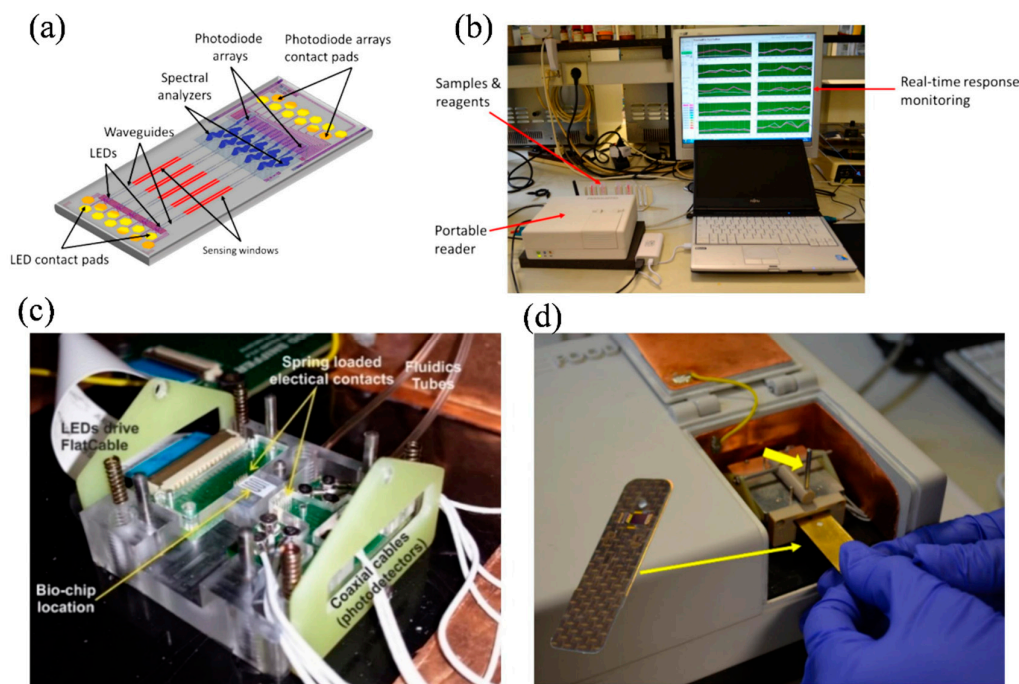 (a)
Photodiode
arrays
Photodiode arrays
contact pads
Spectral
analyzers
Waveguides
LEDs
LED contact pads
Sensing windows
(b)
Samples &
reagents
Real-time response
monitoring
Portable
reader
(c)
Spring loaded
electical contacts
Fluidics
Tubes
LEDs drive
FlatCable
Bio-chip
location
Coaxial cables
(photodetectors)
(d)
FOOD